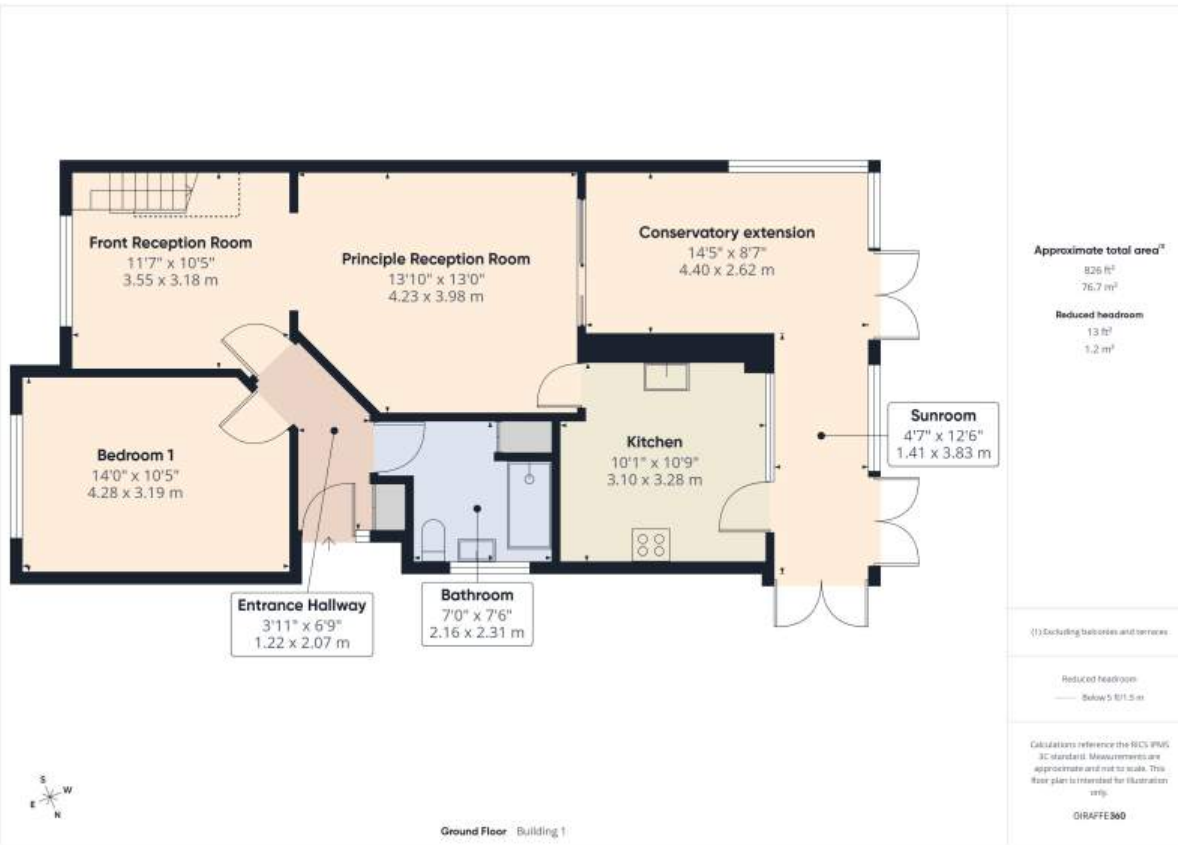 Front Reception Room
11'7" x 10'5"
3.55 x 3.18 m
Principle Reception Room
13'10" x 13'0"
4.23 x 3.98 m
Conservatory extension
14'5" x 8'7"
4.40 x 2.62 m
Bedroom 1
14'0" x 10'5"
4.28 x 3.19 m
Kitchen
10'1" x 10'9"
3.10 x 3.28 m
Sunroom
4'7" x 12'6"
1.41 x 3.83 m
Entrance Hallway
3'11" x 6'9"
1.22 x 2.07 m
Bathroom
7'0" x 7'6"
2.16 x 2.31 m
S
W
E
N
Ground Floor Building 1
Approximate total area
826 ft²
76.7 m²
Reduced headroom
13 ft²
1.2 m²
(1) Excluding balconies and terraces
Reduced headroom
Below 5 ft/1.5 m
Calculations reference the RICS IPMS
3C standard. Measurements are
approximate and not to scale. This
floor plan is intended for illustration
only.
GIRAFFE360